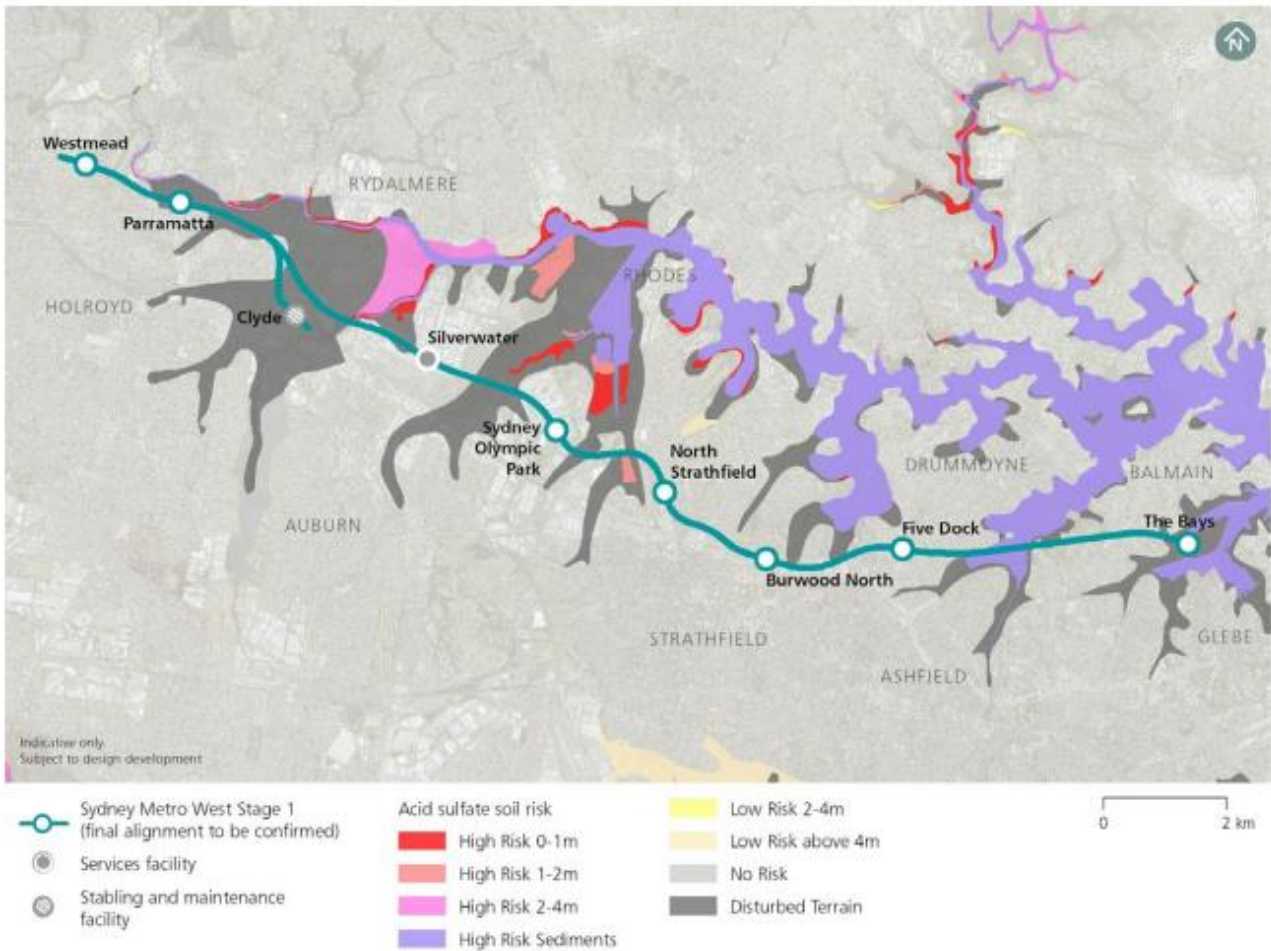 N
Westmead
RYDALMERE
Parramatta
RHODES
HOLROYD
Clyde
Silverwater
Sydney
Olympic
Park
North
Strathfield
DRUMMOYNE
BALMAIN
AUBURN
Five Dock
The Bays
Burwood North
STRATHFIELD
GLEBE
ASHFIELD
Indicative only
Subject to design development
Sydney Metro West Stage 1
(final alignment to be confirmed)
Services facility
Stabling and maintenance
facility
Acid sulfate soil risk
High Risk 0-1m
High Risk 1-2m
High Risk 2-4m
High Risk Sediments
Low Risk 2-4m
Low Risk above 4m
No Risk
Disturbed Terrain
0 2 km